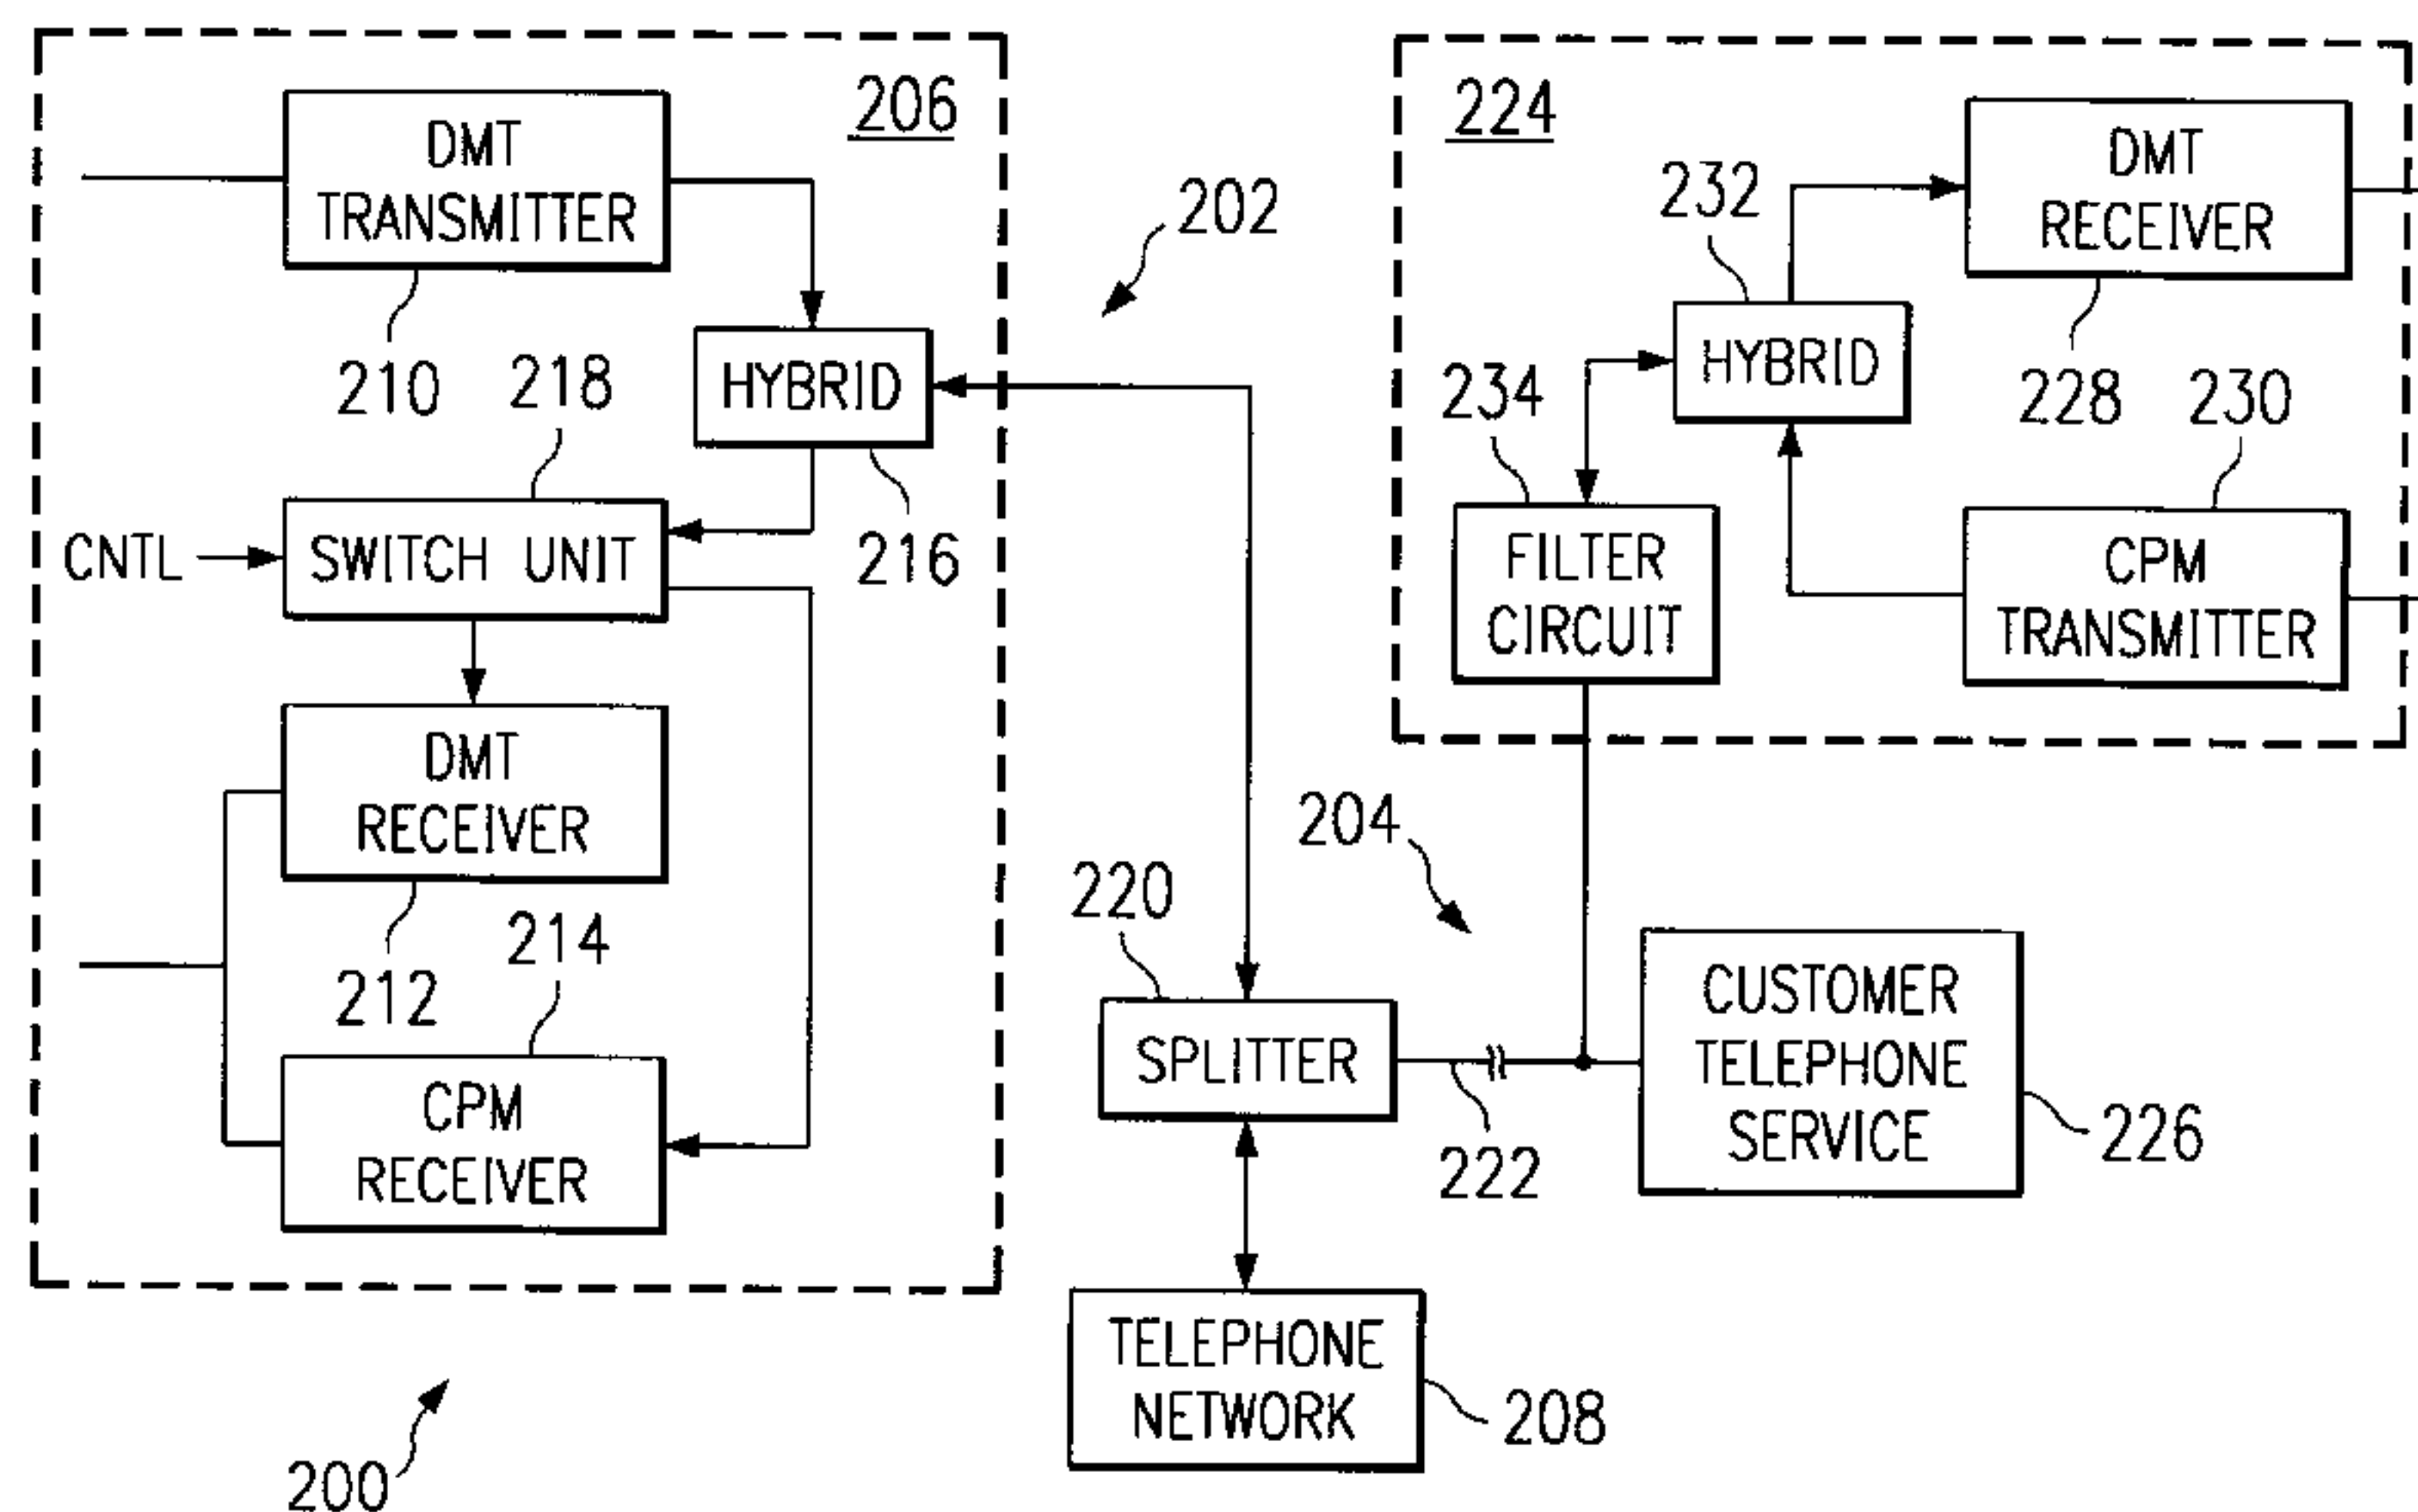 206
DMT
TRANSMITTER
210
218
HYBRID
216
CNTL
SWITCH UNIT
DMT
RECEIVER
212
214
CPM
RECEIVER
200
202
204
220
SPLITTER
222
TELEPHONE
NETWORK
208
224
232
DMT
RECEIVER
228
230
HYBRID
234
FILTER
CIRCUIT
CPM
TRANSMITTER
CUSTOMER
TELEPHONE
SERVICE
226